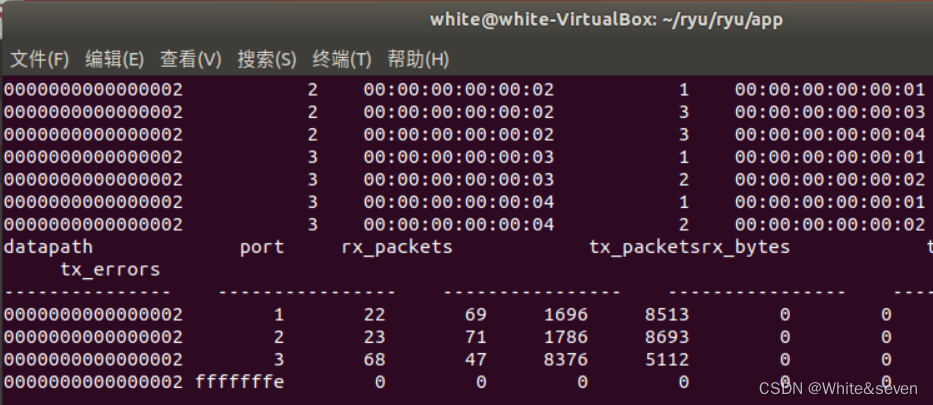 white@white-VirtualBox: ~/ryu/ryu/app
文件(F) 编辑(E) 查看(V) 搜索(S) 终端(T) 帮助(H)
0000000000000002 2 00:00:00:00:00:02 1 00:00:00:00:00:01
0000000000000002 2 00:00:00:00:00:02 3 00:00:00:00:00:03
0000000000000002 2 00:00:00:00:00:02 3 00:00:00:00:00:04
0000000000000002 3 00:00:00:00:00:03 1 00:00:00:00:00:01
0000000000000002 3 00:00:00:00:00:03 2 00:00:00:00:00:02
0000000000000002 3 00:00:00:00:00:04 1 00:00:00:00:00:01
0000000000000002 3 00:00:00:00:00:04 2 00:00:00:00:00:02
datapath port rx_packets tx_packetsrx_bytes t
tx_errors
--------------- ---------------- ---------------- ---------------- ----
0000000000000002 1 22 69 1696 8513 0 0
0000000000000002 2 23 71 1786 8693 0 0
0000000000000002 3 68 47 8376 5112 0 0
0000000000000002 fffffffe 0 0 0 0 0 0
CSDN @White&seven